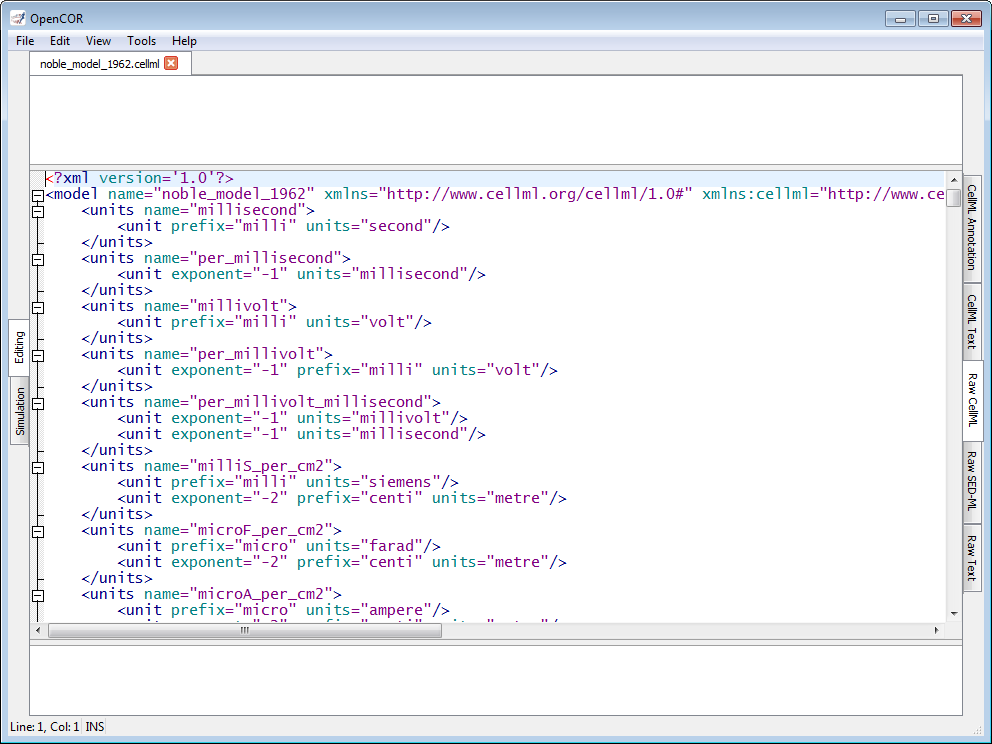 OpenCOR
File Edit View Tools Help
noble_model_1962.cellml
<?xml version='1.0'?>
<model name="noble_model_1962" xmlns="http://www.cellml.org/cellml/1.0#" xmlns:cellml="http://www.ce
<units name="millisecond">
<unit prefix="milli" units="second"/>
</units>
<units name="per_millisecond">
<unit exponent="-1" units="millisecond"/>
</units>
<units name="millivolt">
<unit prefix="milli" units="volt"/>
</units>
<units name="per_millivolt">
<unit exponent="-1" prefix="milli" units="volt"/>
</units>
<units name="per_millivolt_millisecond">
<unit exponent="-1" units="millivolt"/>
<unit exponent="-1" units="millisecond"/>
</units>
<units name="milliS_per_cm2">
<unit prefix="milli" units="siemens"/>
<unit exponent="-2" prefix="centi" units="metre"/>
</units>
<units name="microF_per_cm2">
<unit prefix="micro" units="farad"/>
<unit exponent="-2" prefix="centi" units="metre"/>
</units>
<units name="microA_per_cm2">
<unit prefix="micro" units="ampere"/>
Editing
Simulation
CellML Annotation
CellML Text
Raw CellML
Raw SED-ML
Raw Text
Line: 1, Col: 1 INS